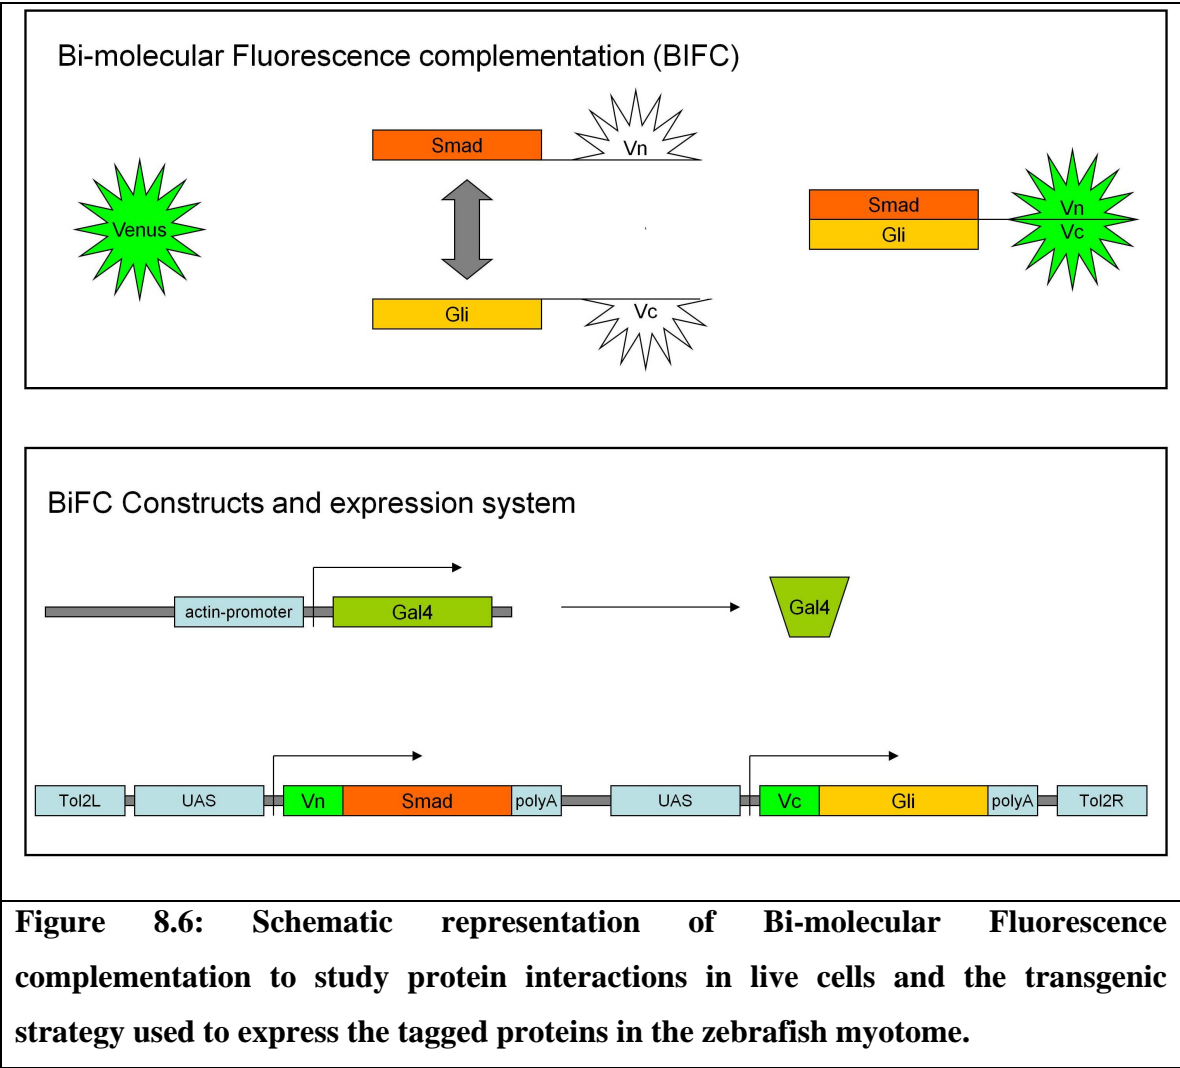 Bi-molecular Fluorescence complementation (BIFC)
Smad
Vn
Venus
Smad
Gli
Vn
Vc
Gli
Vc
BiFC Constructs and expression system
actin-promoter
Gal4
Gal4
Tol2L
UAS
Vn
Smad
polyA
UAS
Vc
Gli
polyA
Tol2R
Figure 8.6: Schematic representation of Bi-molecular Fluorescence
complementation to study protein interactions in live cells and the transgenic
strategy used to express the tagged proteins in the zebrafish myotome.